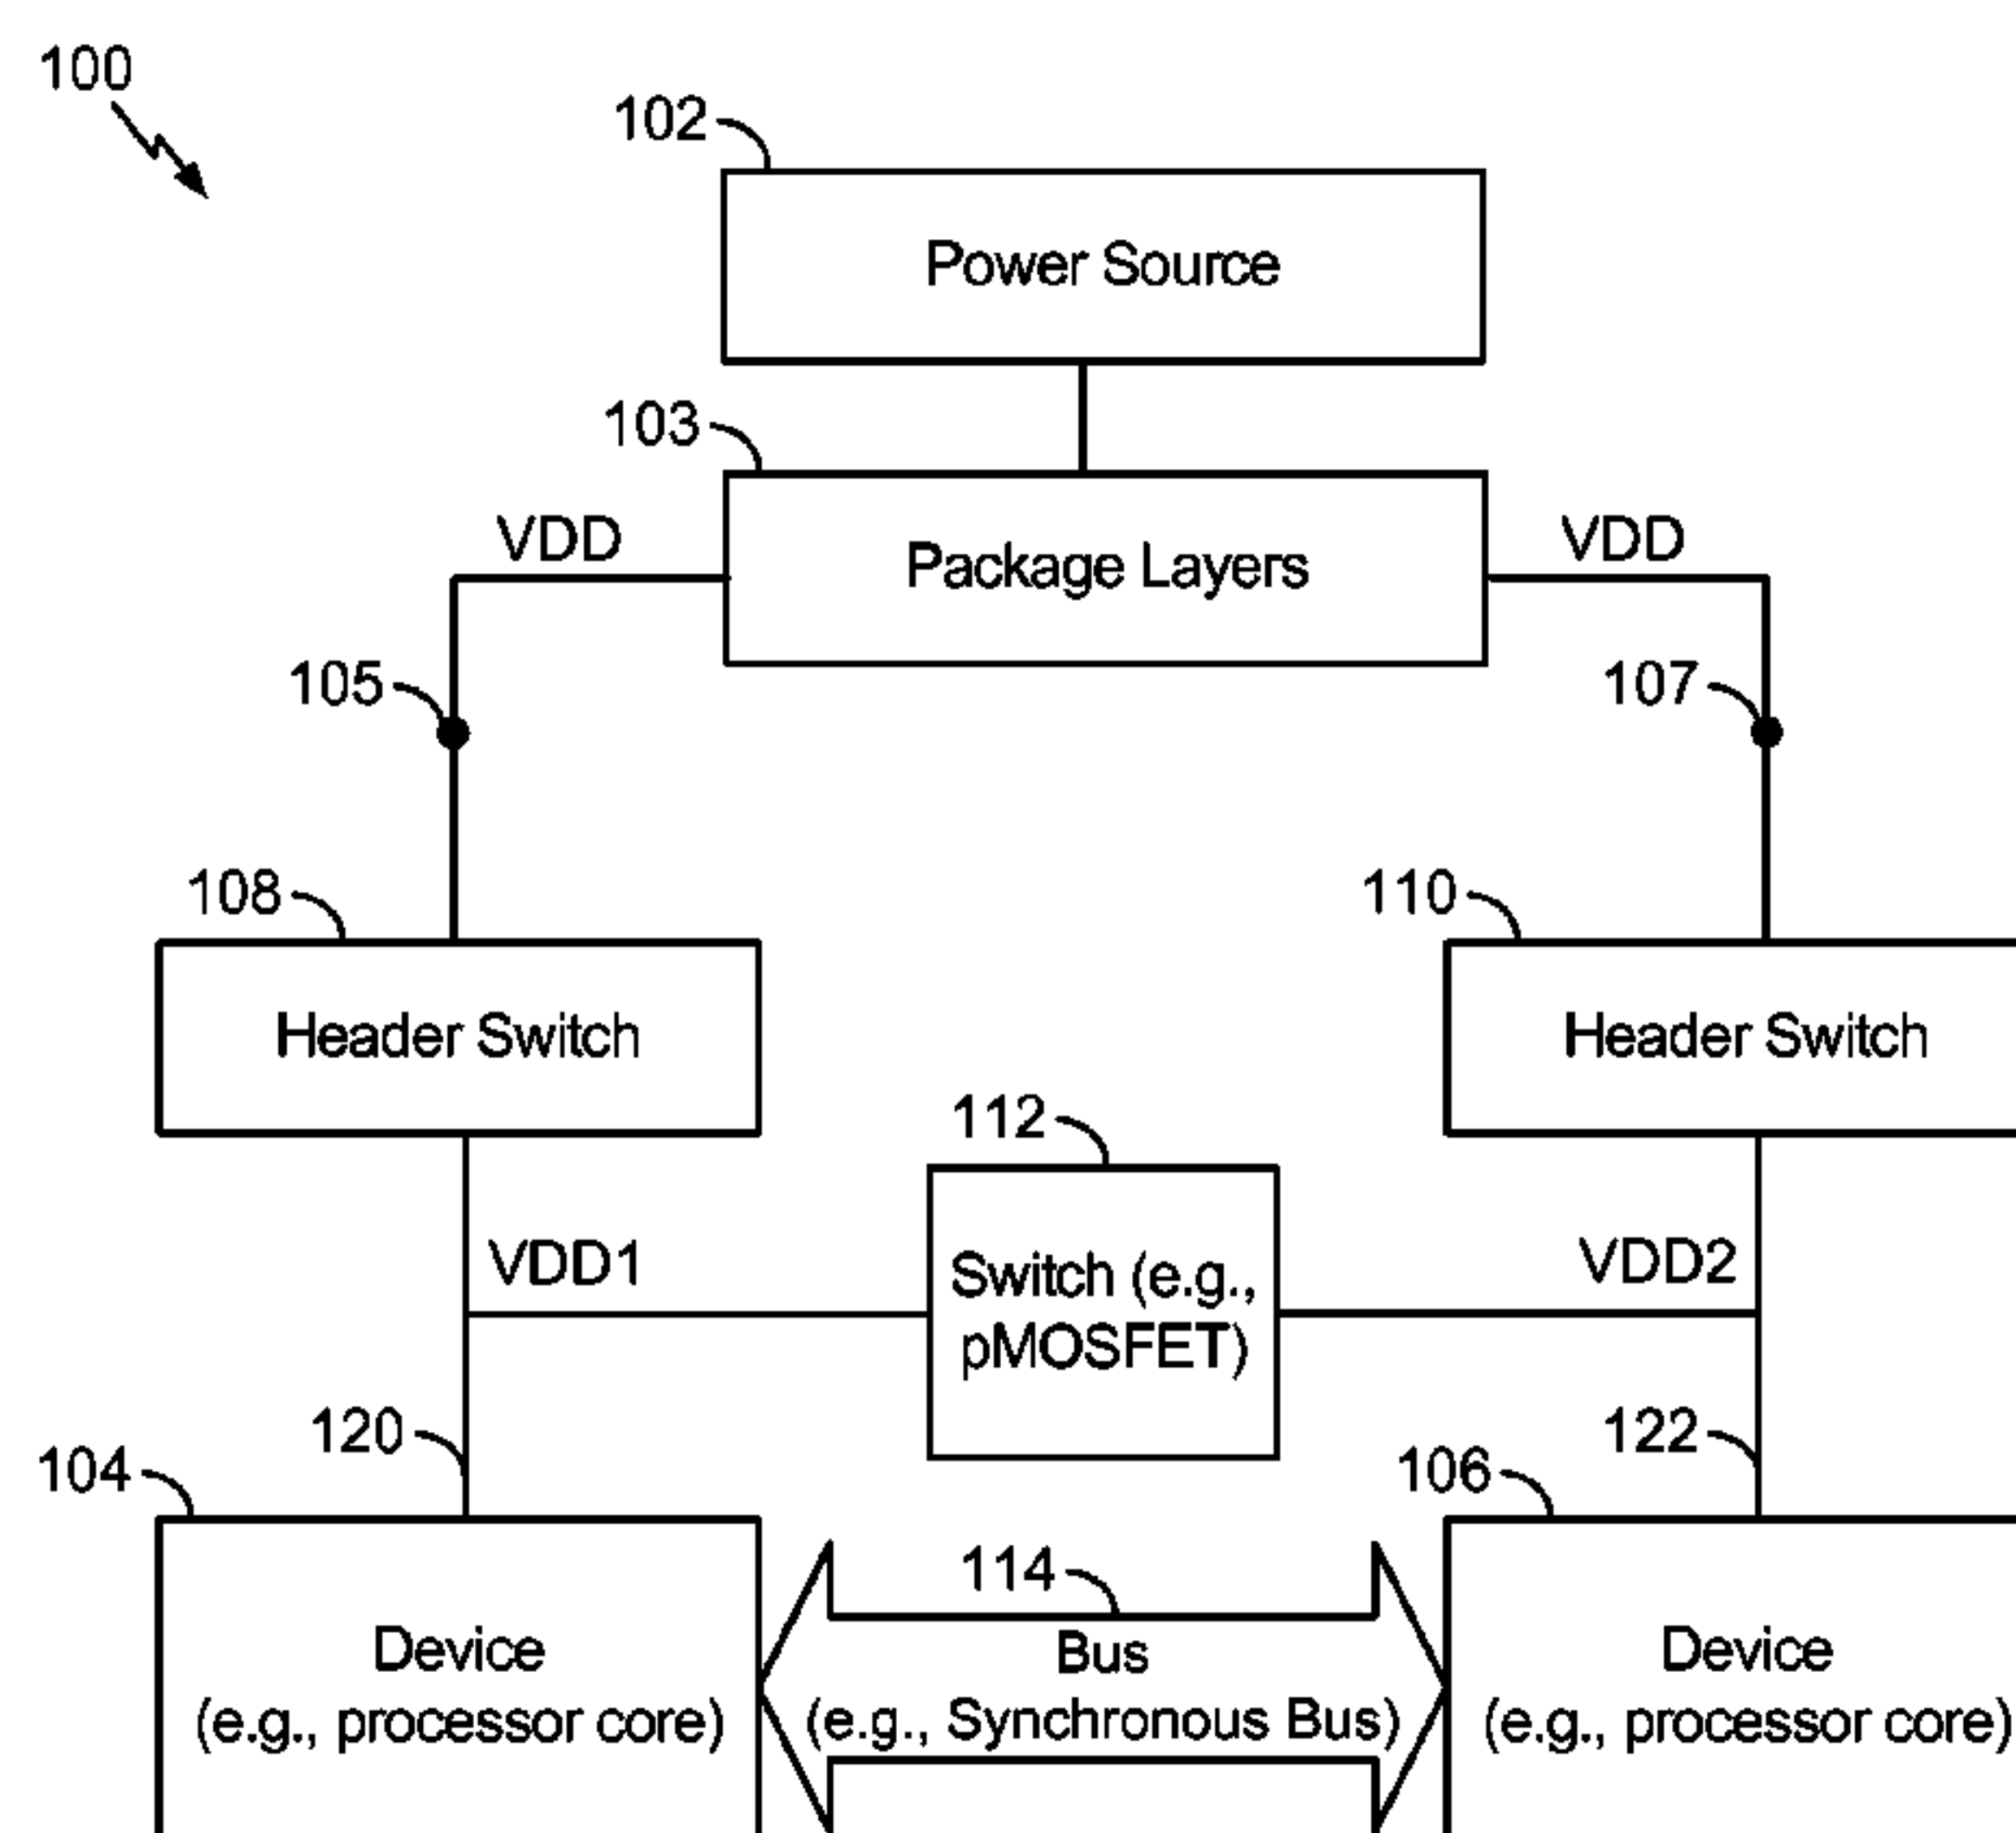 100
102
Power Source
103
VDD
Package Layers
VDD
105
107
108
110
Header Switch
Header Switch
112
VDD1
Switch (e.g.,
pMOSFET)
VDD2
120
122
104
106
114
Device
(e.g., processor core)
Bus
(e.g., Synchronous Bus)
Device
(e.g., processor core)